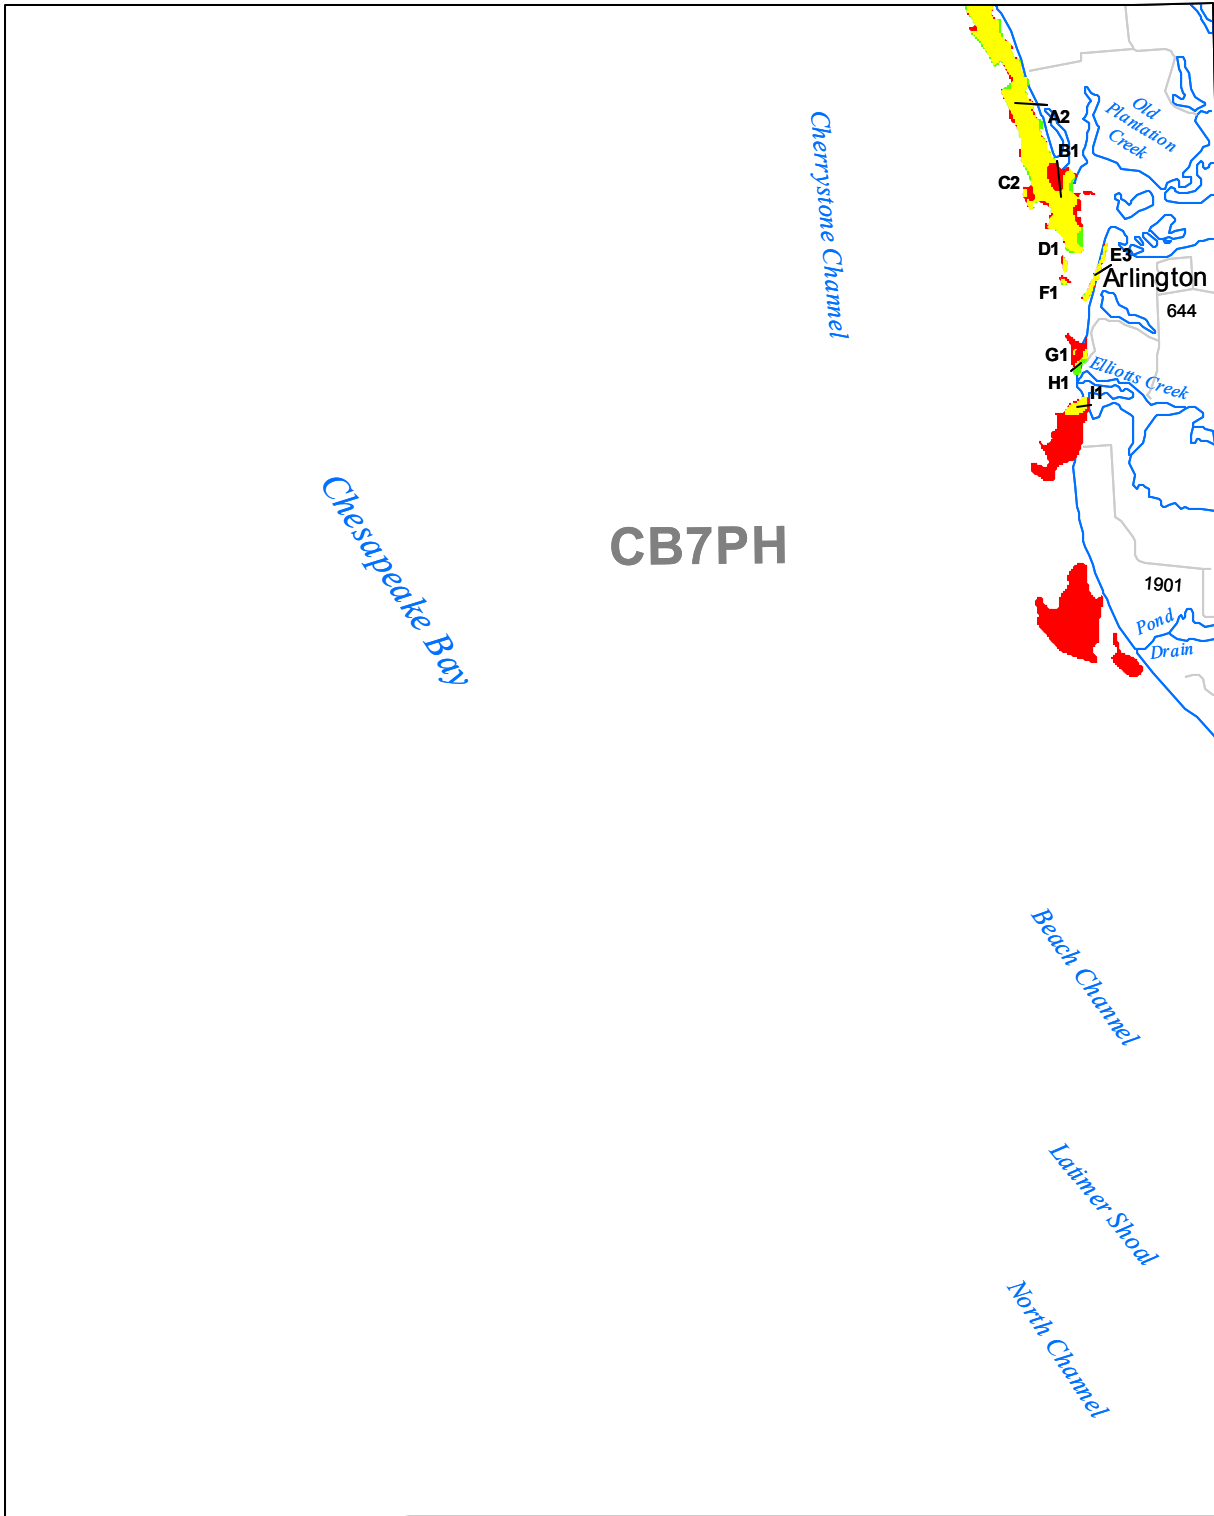 Old
Plantation
Creek
A2
B1
C2
Cherrystone Channel
D1
E3
Arlington
F1
644
G1
Elliotts Creek
H1
I1
Chesapeake Bay
CB7PH
1901
Pond
Drain
Beach Channel
Latimer Shoal
North Channel